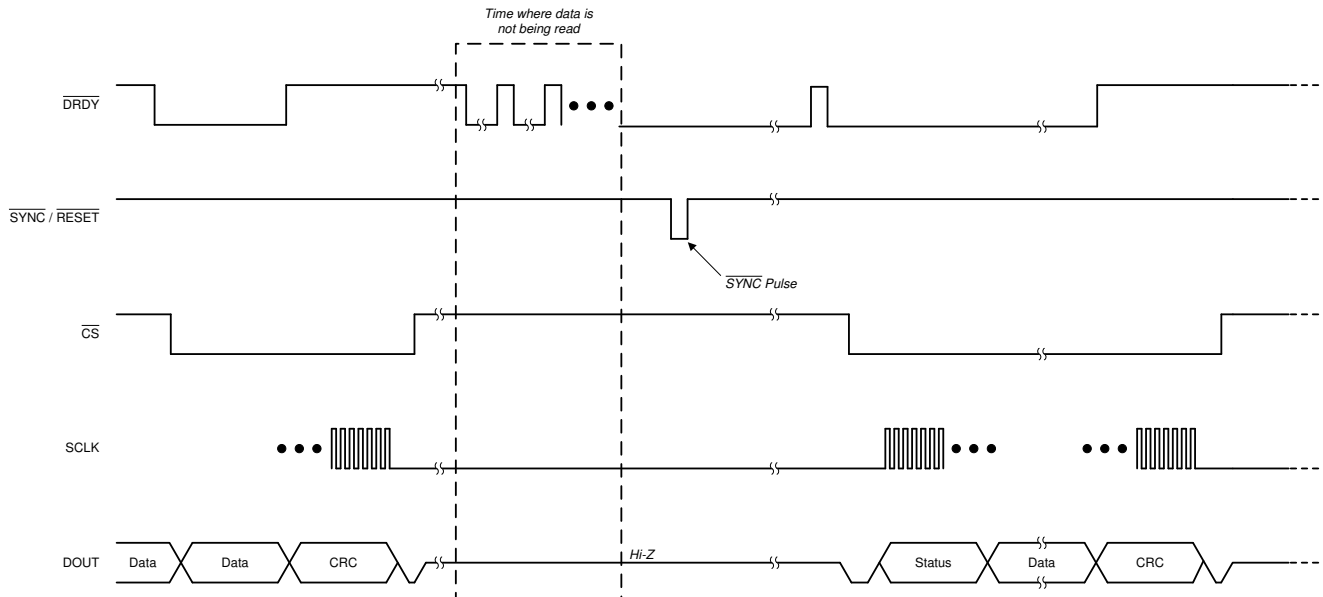 Time where data is
not being read
DRDY
SYNC / RESET
SYNC Pulse
CS
SCLK
DOUT
Data
Data
CRC
Hi-Z
Status
Data
CRC